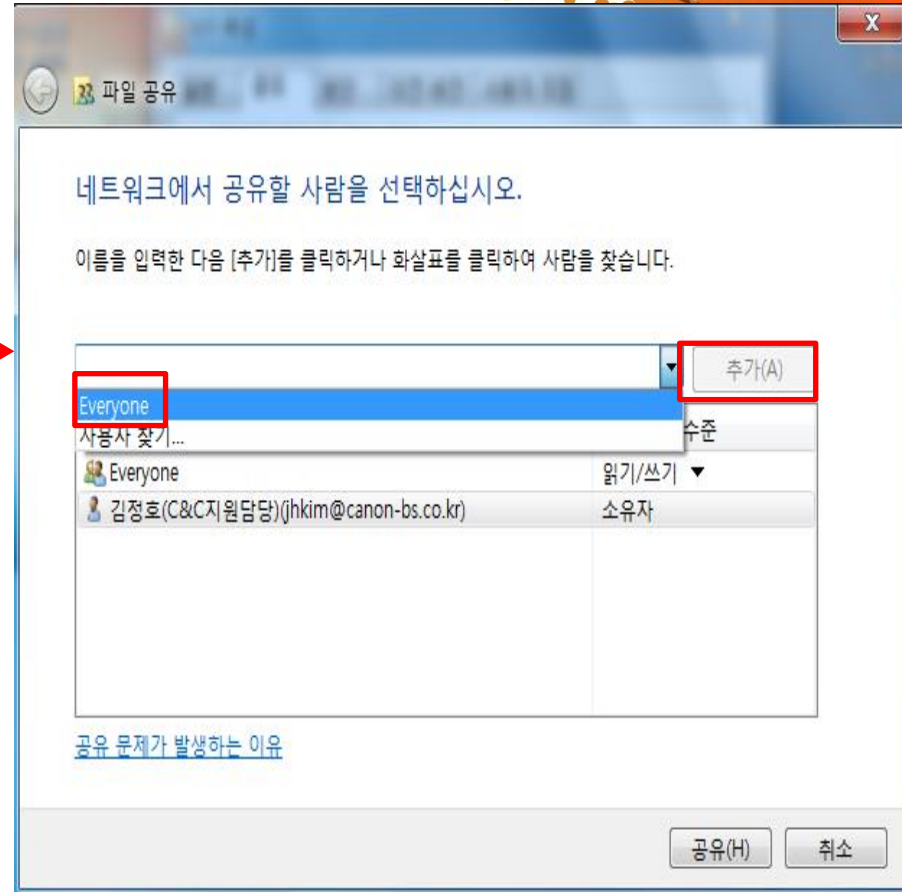 파일 공유
네트워크에서 공유할 사람을 선택하십시오.
이름을 입력한 다음 [추가]를 클릭하거나 화살표를 클릭하여 사람을 찾습니다.
추가(A)
Everyone
사용자 찾기...
수준
Everyone 읽기/쓰기 ▼
김정호(C&C지원담당)(jhkim@canon-bs.co.kr) 소유자
공유 문제가 발생하는 이유
공유(H) 취소